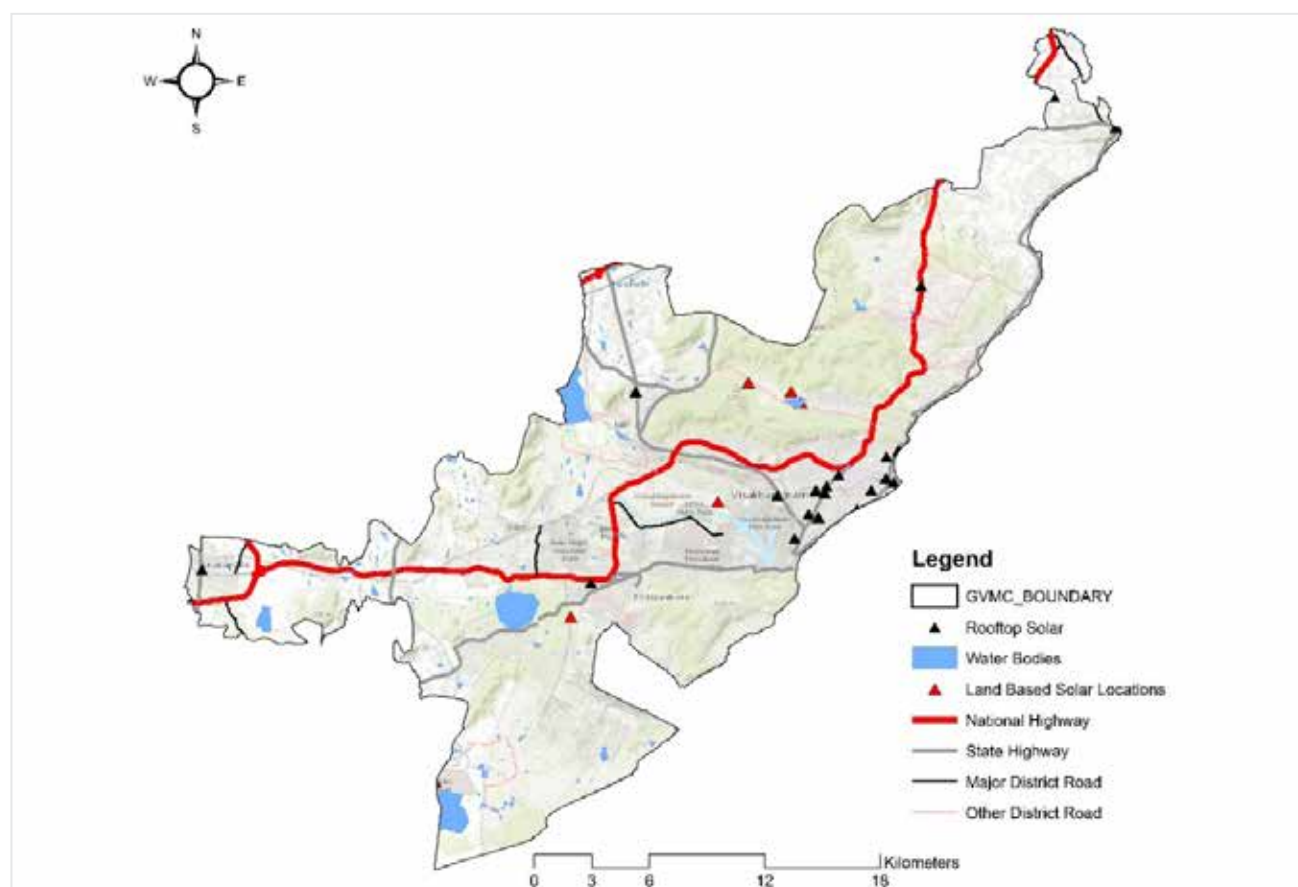 N
W E
S
Visakhapatnam
Legend
GVMC_BOUNDARY
Rooftop Solar
Water Bodies
Land Based Solar Locations
National Highway
State Highway
Major District Road
Other District Road
Kilometers
0 3 6 12 18